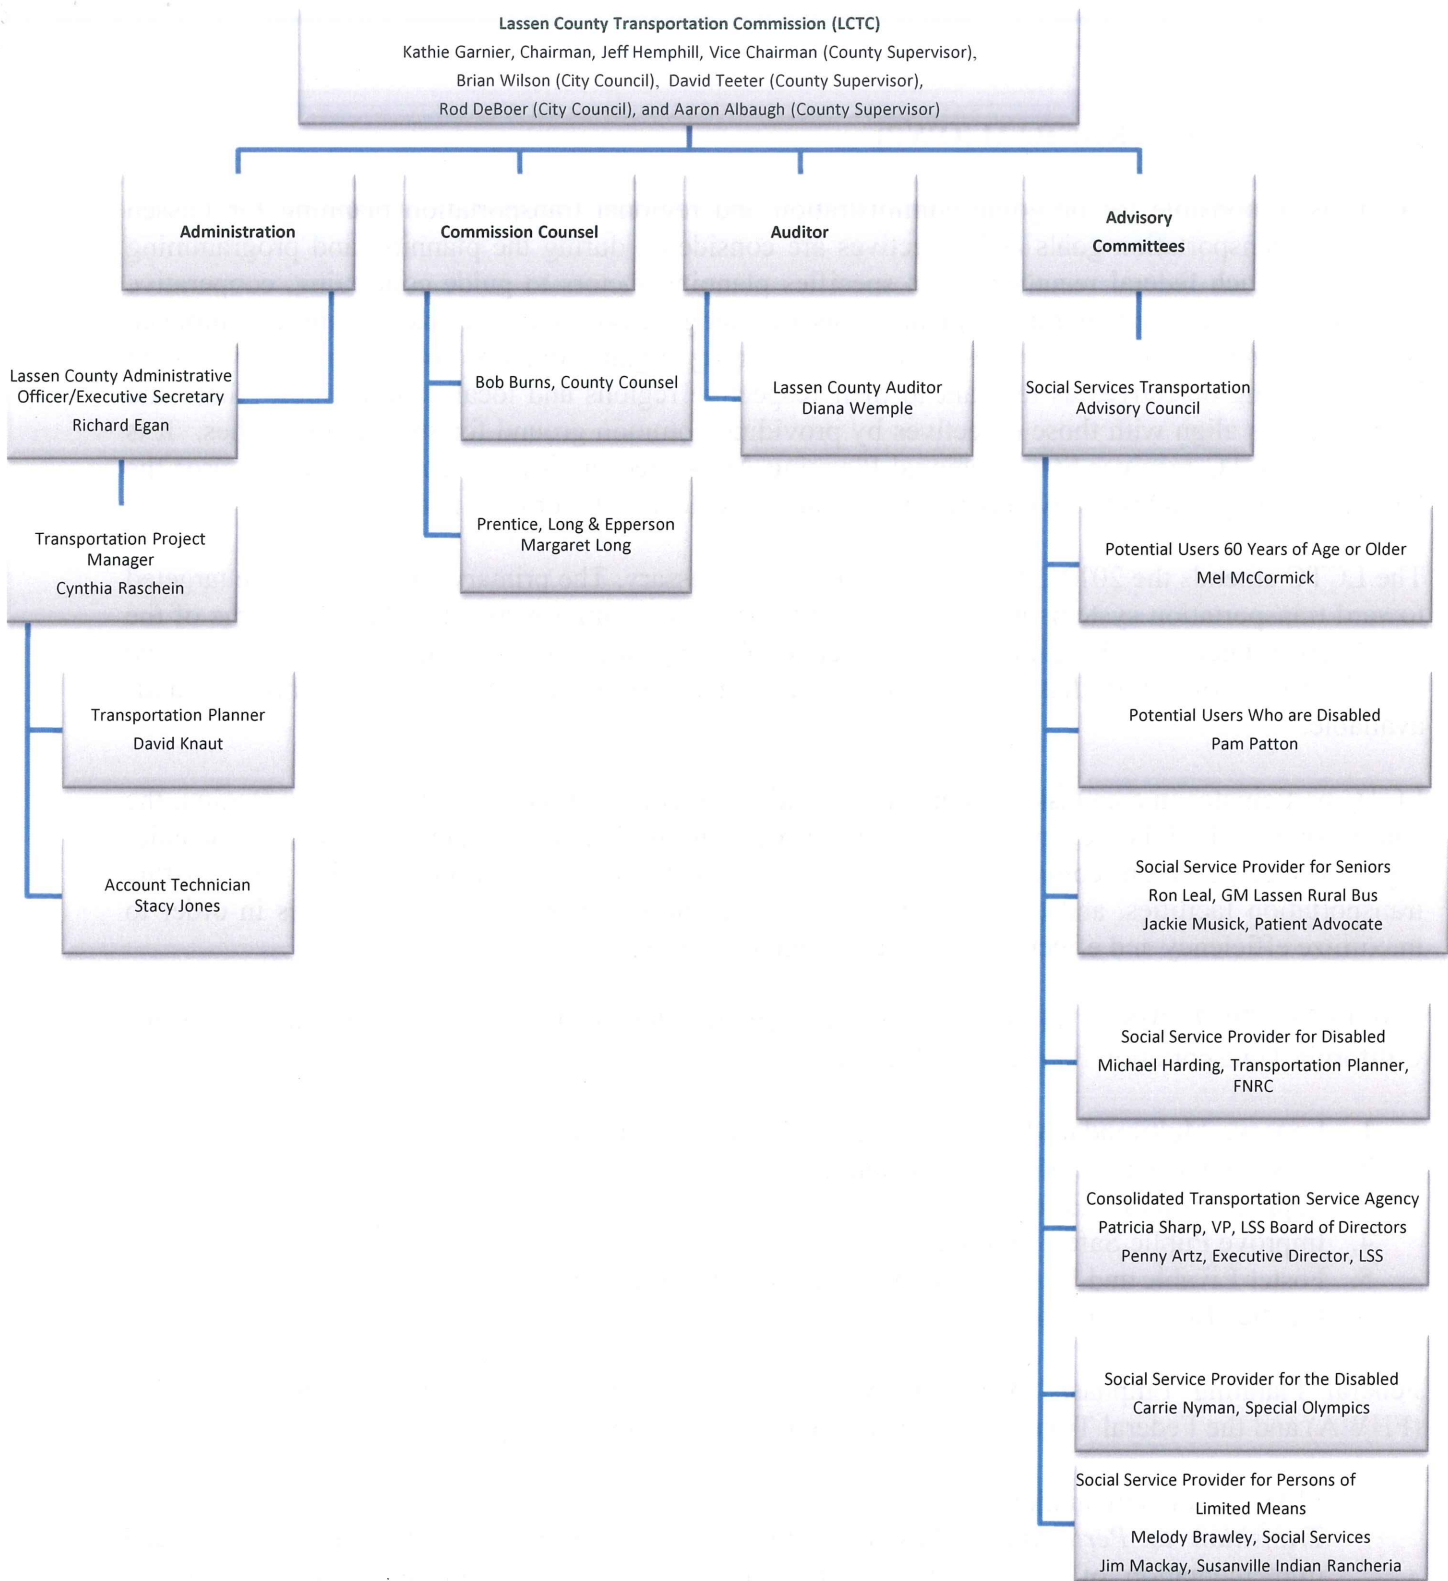 Lassen County Transportation Commission (LCTC)
Kathie Garnier, Chairman, Jeff Hemphill, Vice Chairman (County Supervisor),
Brian Wilson (City Council), David Teeter (County Supervisor),
Rod DeBoer (City Council), and Aaron Albaugh (County Supervisor)
Administration
Commission Counsel
Auditor
Advisory
Committees
Lassen County Administrative
Officer/Executive Secretary
Richard Egan
Transportation Project
Manager
Cynthia Raschein
Transportation Planner
David Knaut
Account Technician
Stacy Jones
Bob Burns, County Counsel
Prentice, Long & Epperson
Margaret Long
Lassen County Auditor
Diana Wemple
Social Services Transportation
Advisory Council
Potential Users 60 Years of Age or Older
Mel McCormick
Potential Users Who are Disabled
Pam Patton
Social Service Provider for Seniors
Ron Leal, GM Lassen Rural Bus
Jackie Musick, Patient Advocate
Social Service Provider for Disabled
Michael Harding, Transportation Planner,
FNRC
Consolidated Transportation Service Agency
Patricia Sharp, VP, LSS Board of Directors
Penny Artz, Executive Director, LSS
Social Service Provider for the Disabled
Carrie Nyman, Special Olympics
Social Service Provider for Persons of
Limited Means
Melody Brawley, Social Services
Jim Mackay, Susanville Indian Rancheria